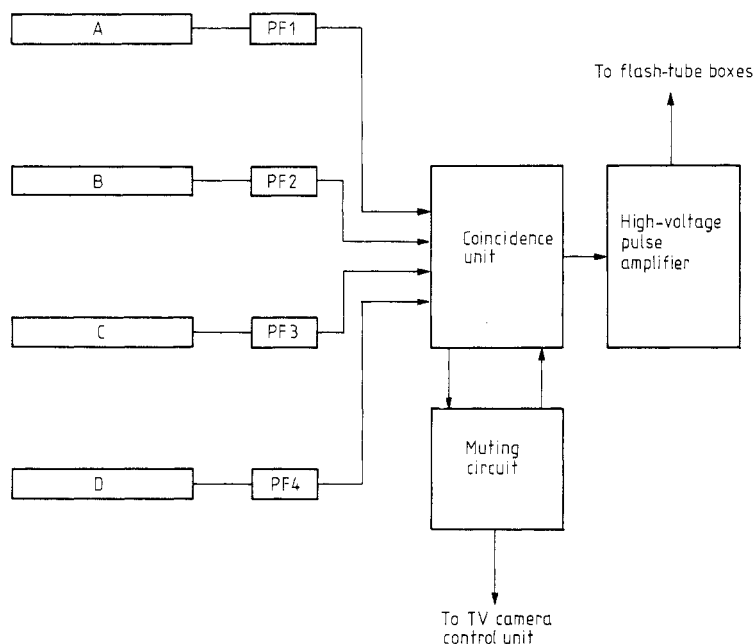 A
PF1
To flash-tube boxes
B
PF2
Coincidence
unit
High-voltage
pulse
amplifier
C
PF3
Muting
circuit
D
PF4
To TV camera
control unit